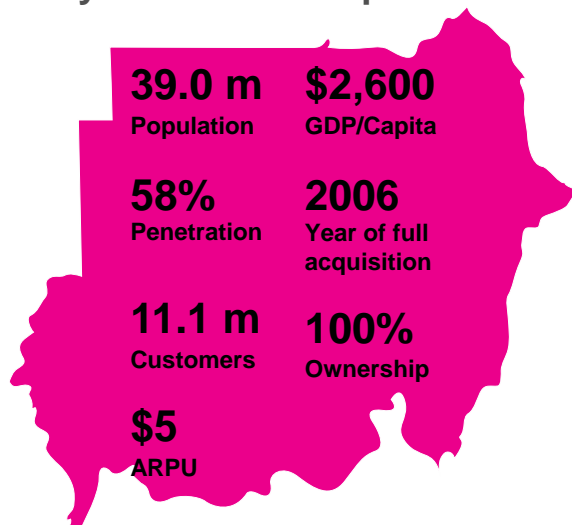 39.0 m
Population
$2,600
GDP/Capita
58%
Penetration
2006
Year of full
acquisition
11.1 m
Customers
100%
Ownership
$5
ARPU